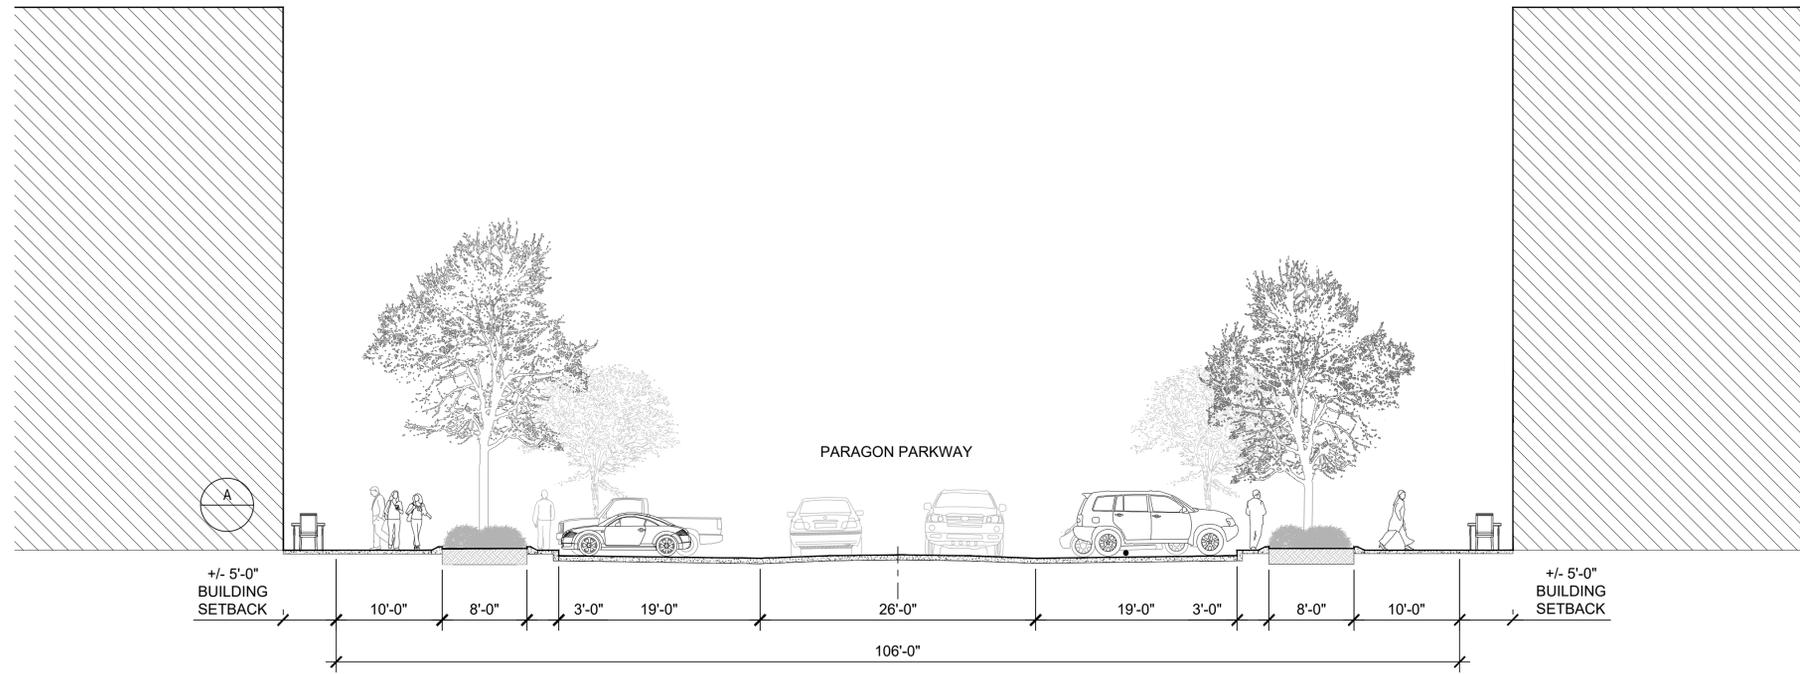 PARAGON PARKWAY
A
+/- 5'-0"
BUILDING
SETBACK
10'-0"
8'-0"
3'-0"
19'-0"
26'-0"
19'-0"
3'-0"
8'-0"
10'-0"
+/- 5'-0"
BUILDING
SETBACK
106'-0"